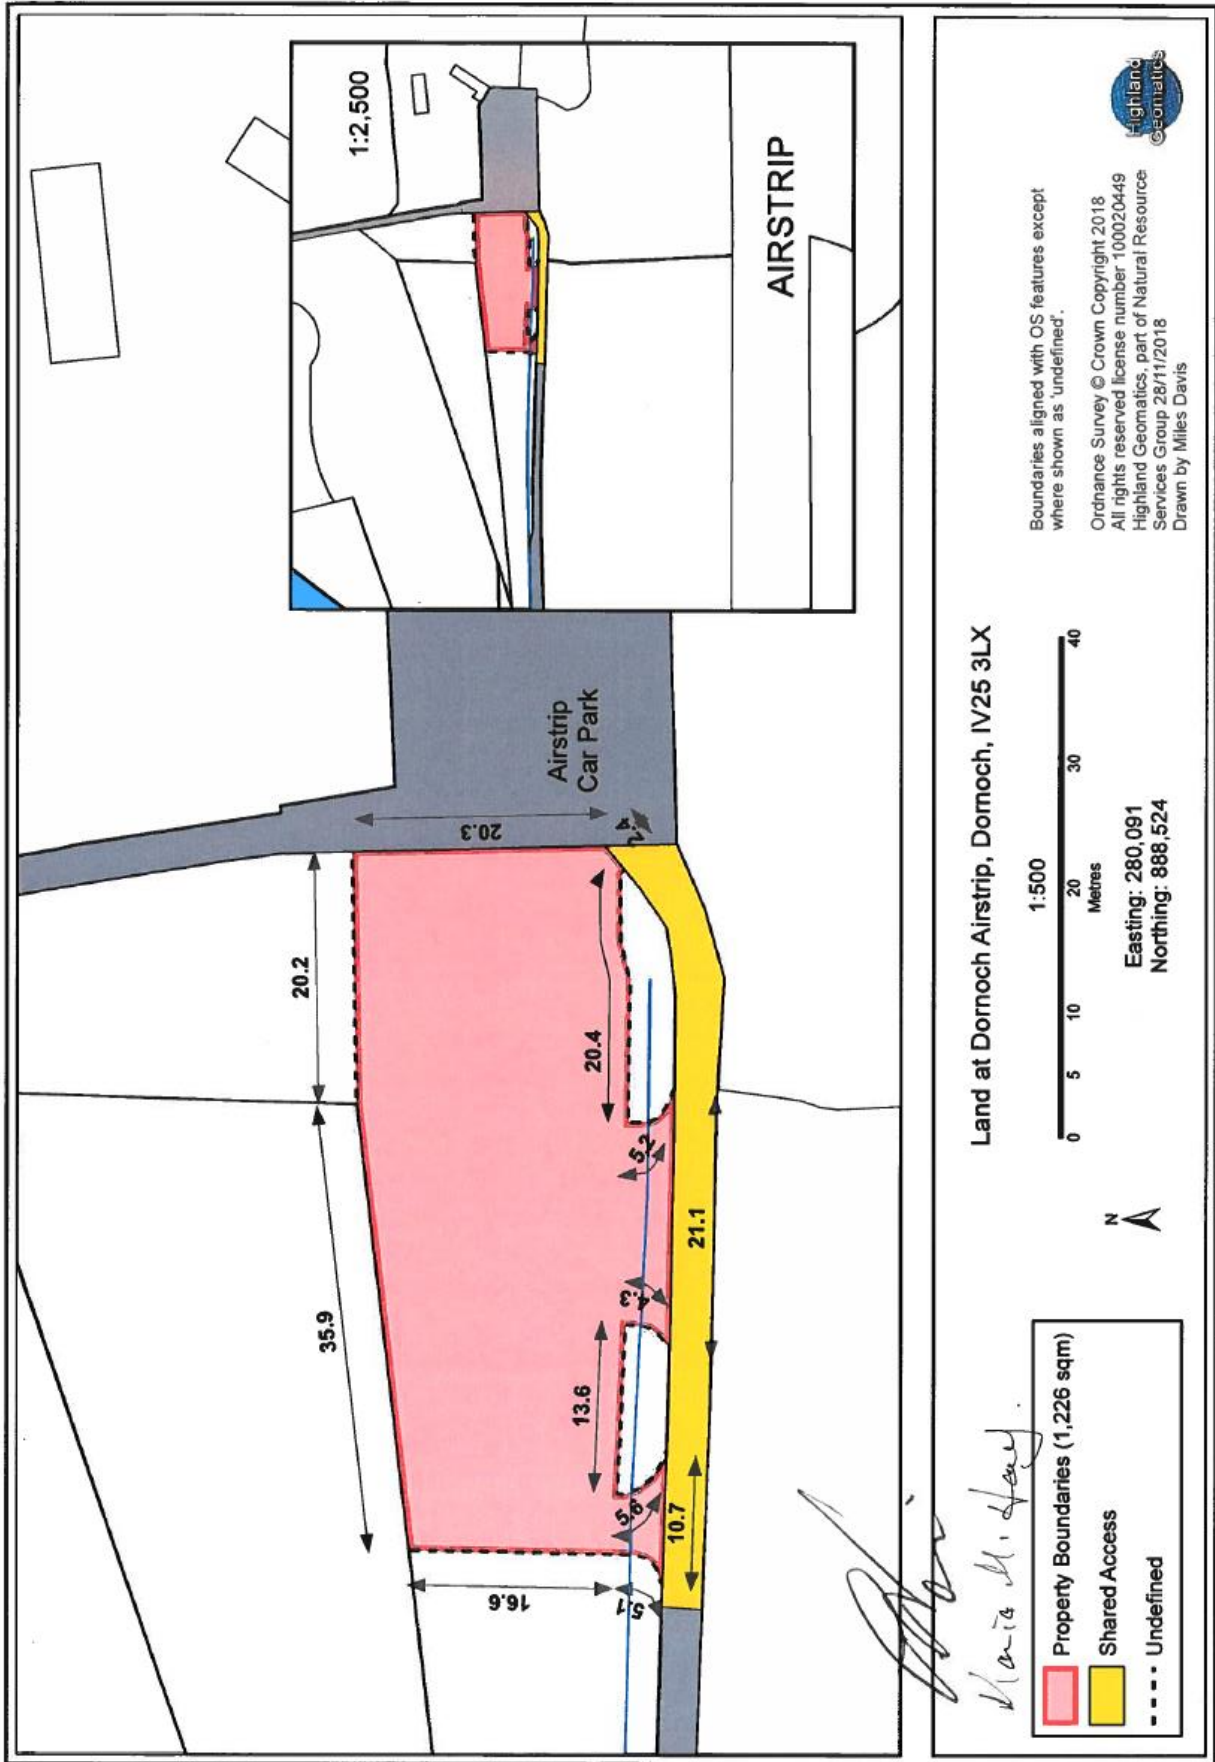 1:2,500
AIRSTRIP
Airstrip
Car Park
20.2
35.9
20.3
7.4
20.4
5.2
4.3
13.6
5.6
16.6
5.1
21.1
10.7
Land at Dornoch Airstrip, Dornoch, IV25 3LX
1:500
0 5 10 20 30 40
Metres
Easting: 280,091
Northing: 888,524
N
Property Boundaries (1,226 sqm)
Shared Access
Undefined
Boundaries aligned with OS features except
where shown as 'undefined'.
Ordnance Survey © Crown Copyright 2018
All rights reserved license number 100020449
Highland Geomatics, part of Natural Resource
Services Group 28/11/2018
Drawn by Miles Davis
Highland
Geomatics